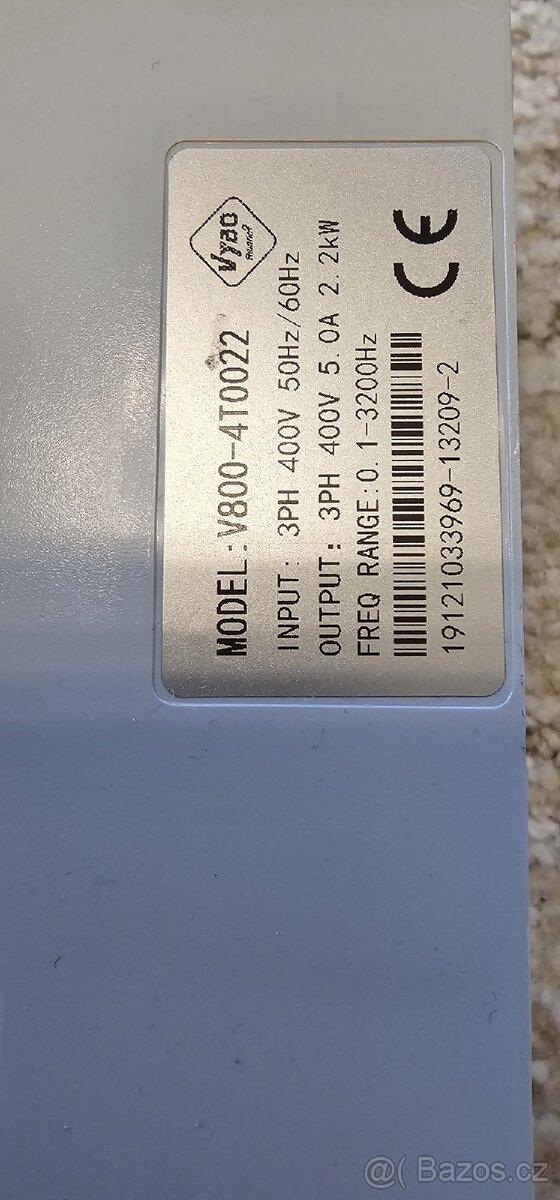 VYBO
MODEL:V800-4T0022
INPUT: 3PH 400V 50Hz/60Hz
OUTPUT: 3PH 400V 5.0A 2.2kW
FREQ RANGE:0.1-3200Hz
19121033969-13209-2
CE
@( Bazos.cz